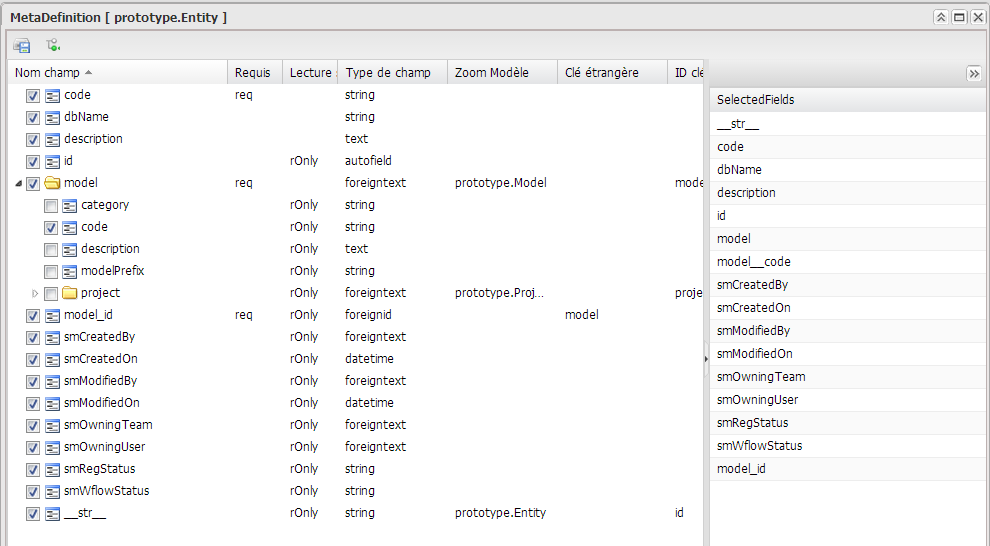 MetaDefinition [ prototype.Entity ]
Nom champ Requis Lecture Type de champ Zoom Modèle Clé étrangère ID clé
code req string
dbName string
description text
id rOnly autofield
model req foreigntext prototype.Model mode
category rOnly string
code rOnly string
description rOnly text
modelPrefix rOnly string
project rOnly foreigntext prototype.Proj... proje
model_id req rOnly foreignid model
smCreatedBy rOnly foreigntext
smCreatedOn rOnly datetime
smModifiedBy rOnly foreigntext
smModifiedOn rOnly datetime
smOwningTeam rOnly foreigntext
smOwningUser rOnly foreigntext
smRegStatus rOnly string
smWflowStatus rOnly string
__str__ rOnly string prototype.Entity id
SelectedFields
__str__
code
dbName
description
id
model
model__code
smCreatedBy
smCreatedOn
smModifiedBy
smModifiedOn
smOwningTeam
smOwningUser
smRegStatus
smWflowStatus
model_id